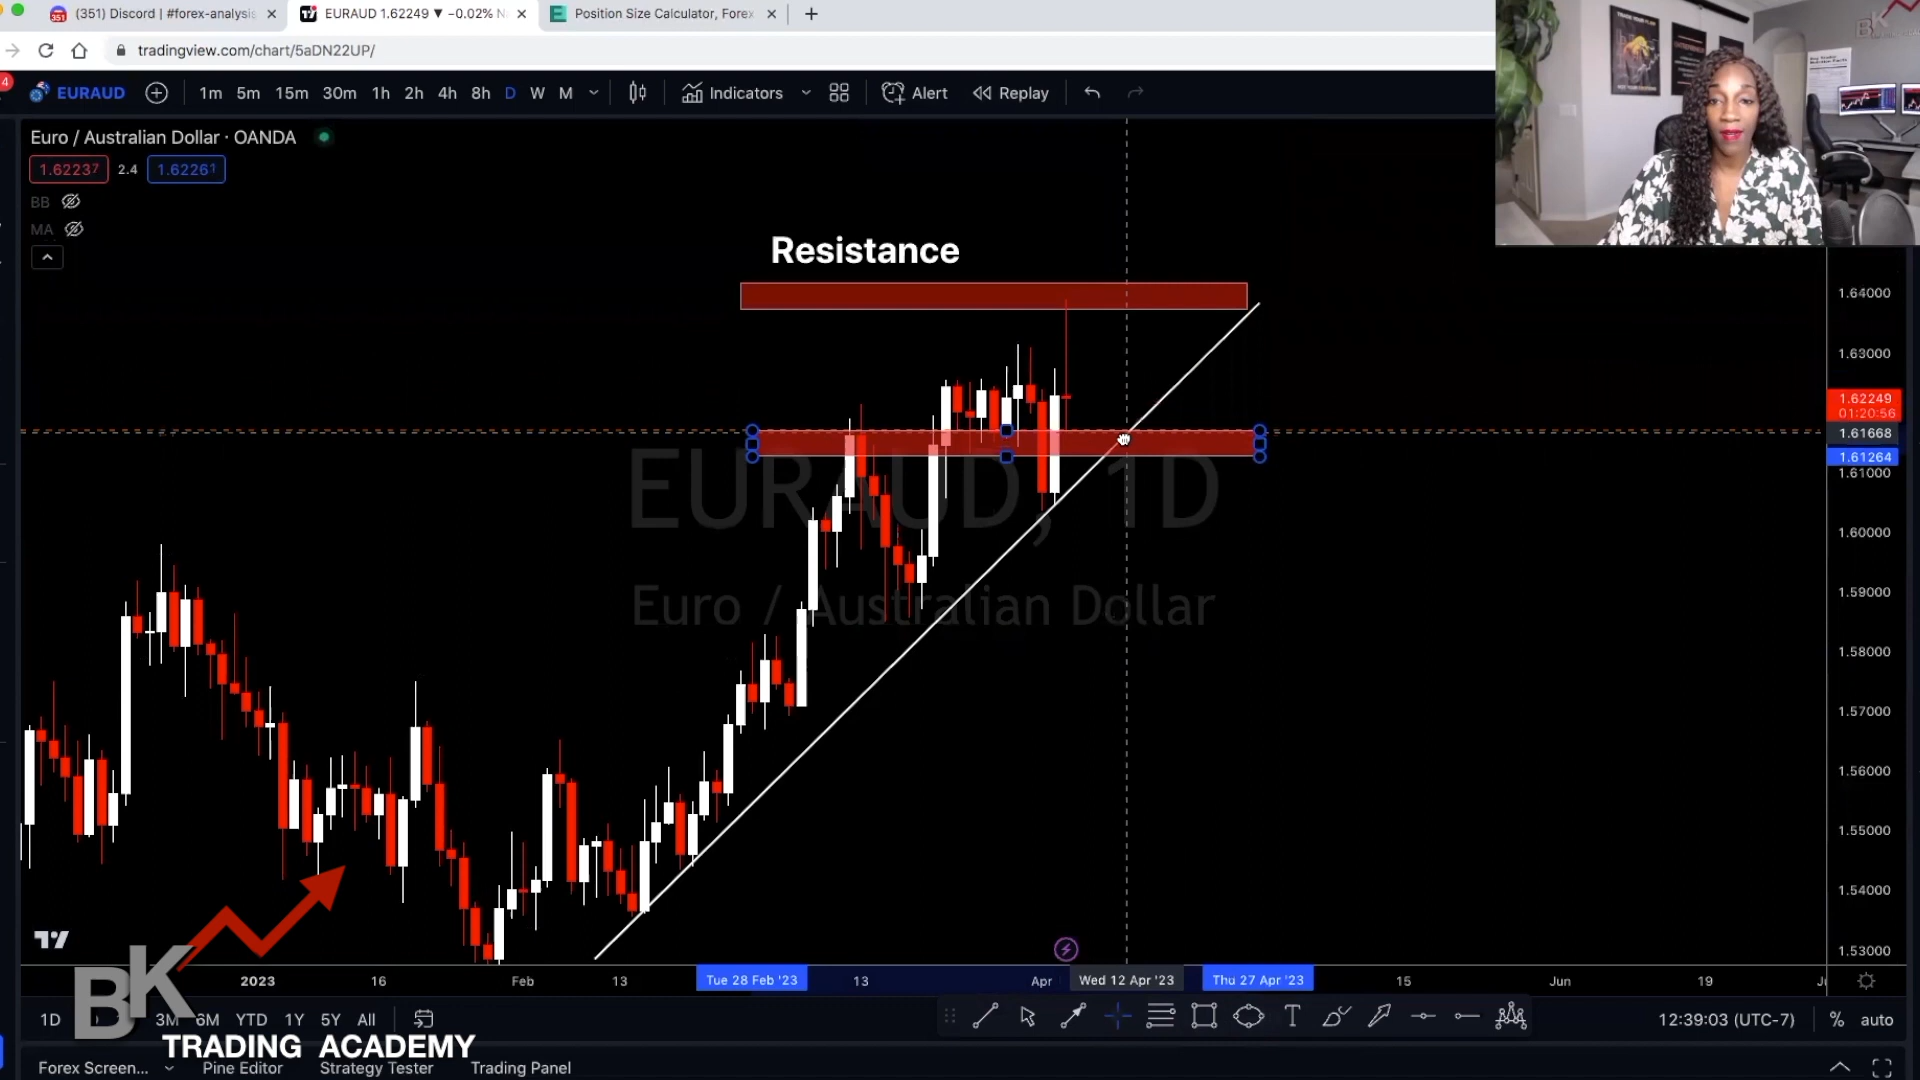 (351) Discord | #forex-analysis
EURAUD 1.62249 ▼ −0.02%
Position Size Calculator, Forex
tradingview.com/chart/5aDN22UP/
4
EURAUD 1m 5m 15m 30m 1h 2h 4h 8h D W M Indicators Alert Replay
Euro / Australian Dollar · OANDA
1.62237 2.4 1.62261
BB
MA
Resistance
1.64000
1.63000
1.62249
01:20:56
1.61668
1.61264
1.61000
1.60000
1.59000
1.58000
1.57000
1.56000
1.55000
1.54000
1.53000
EURAUD, 1D
Euro / Australian Dollar
2023 16 Feb 13 Tue 28 Feb '23 13 Apr Wed 12 Apr '23 Thu 27 Apr '23 15 Jun 19
1D 3M 6M YTD 1Y 5Y All
12:39:03 (UTC-7) % auto
BK
TRADING ACADEMY
Forex Screen... Pine Editor Strategy Tester Trading Panel